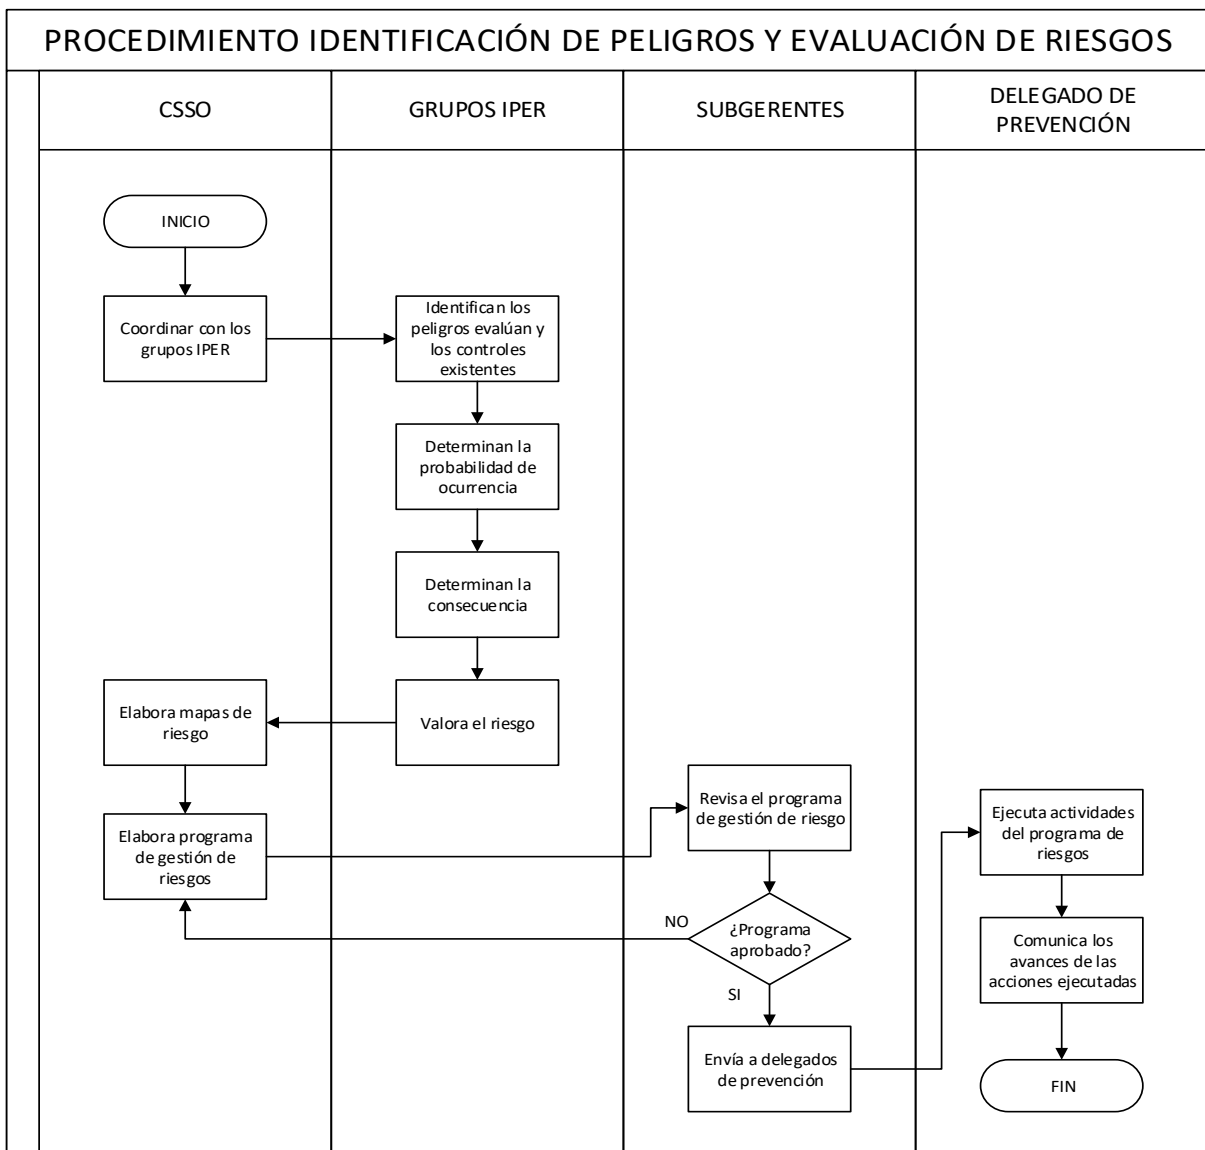 PROCEDIMIENTO IDENTIFICACIÓN DE PELIGROS Y EVALUACIÓN DE RIESGOS
CSSO
GRUPOS IPER
SUBGERENTES
DELEGADO DE
PREVENCIÓN
INICIO
Coordinar con los
grupos IPER
Identifican los
peligros evalúan y
los controles
existentes
Determinan la
probabilidad de
ocurrencia
Determinan la
consecuencia
Valora el riesgo
Elabora mapas de
riesgo
Elabora programa
de gestión de
riesgos
Revisa el programa
de gestión de riesgo
¿Programa
aprobado?
NO
SI
Envía a delegados
de prevención
Ejecuta actividades
del programa de
riesgos
Comunica los
avances de las
acciones ejecutadas
FIN